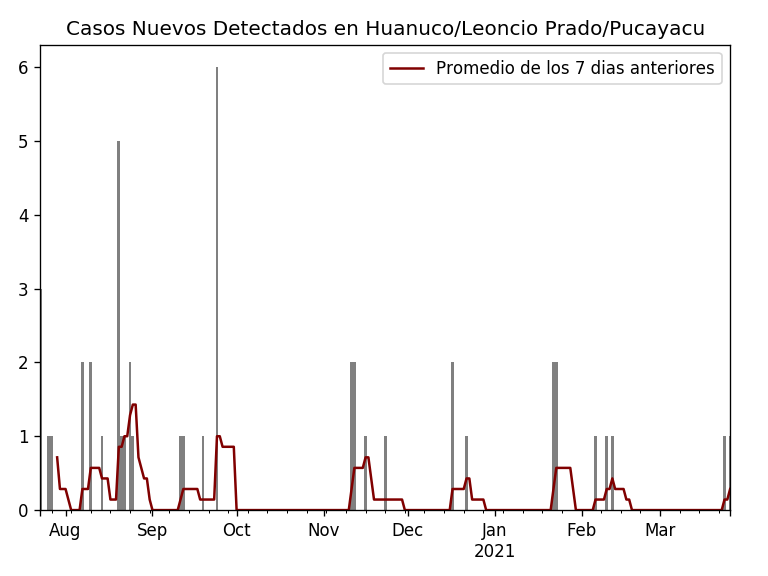 Casos Nuevos Detectados en Huanuco/Leoncio Prado/Pucayacu
Promedio de los 7 dias anteriores
6
5
4
3
2
1
0
Aug Sep Oct Nov Dec Jan Feb Mar
2021